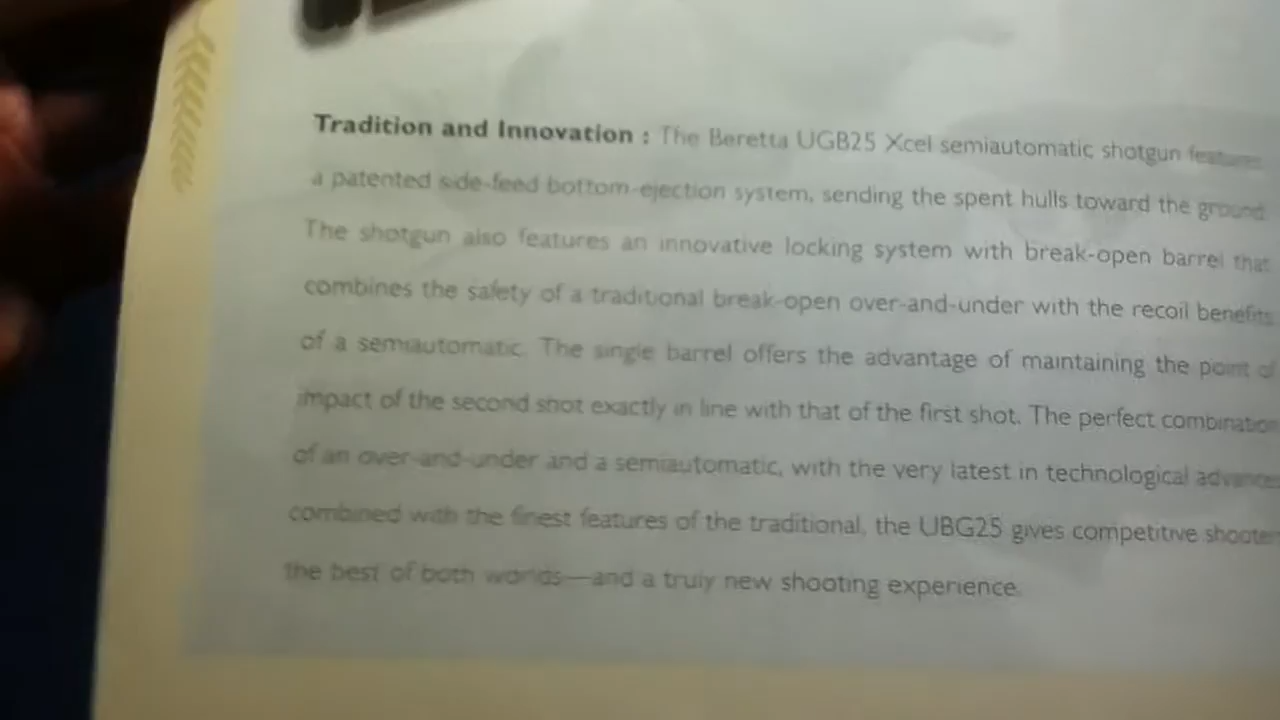 Tradition and Innovation : The Beretta UGB25 Xcel semiautomatic shotgun features
a patented side-feed bottom-ejection system, sending the spent hulls toward the ground.
The shotgun also features an innovative locking system with break-open barrel that
combines the safety of a traditional break-open over-and-under with the recoil benefits
of a semiautomatic. The single barrel offers the advantage of maintaining the point of
impact of the second shot exactly in line with that of the first shot. The perfect combination
of an over-and-under and a semiautomatic, with the very latest in technological
combined with the finest features of the traditional, the UBG25 gives competitive
the best of both worlds—and a truly new shooting experience.